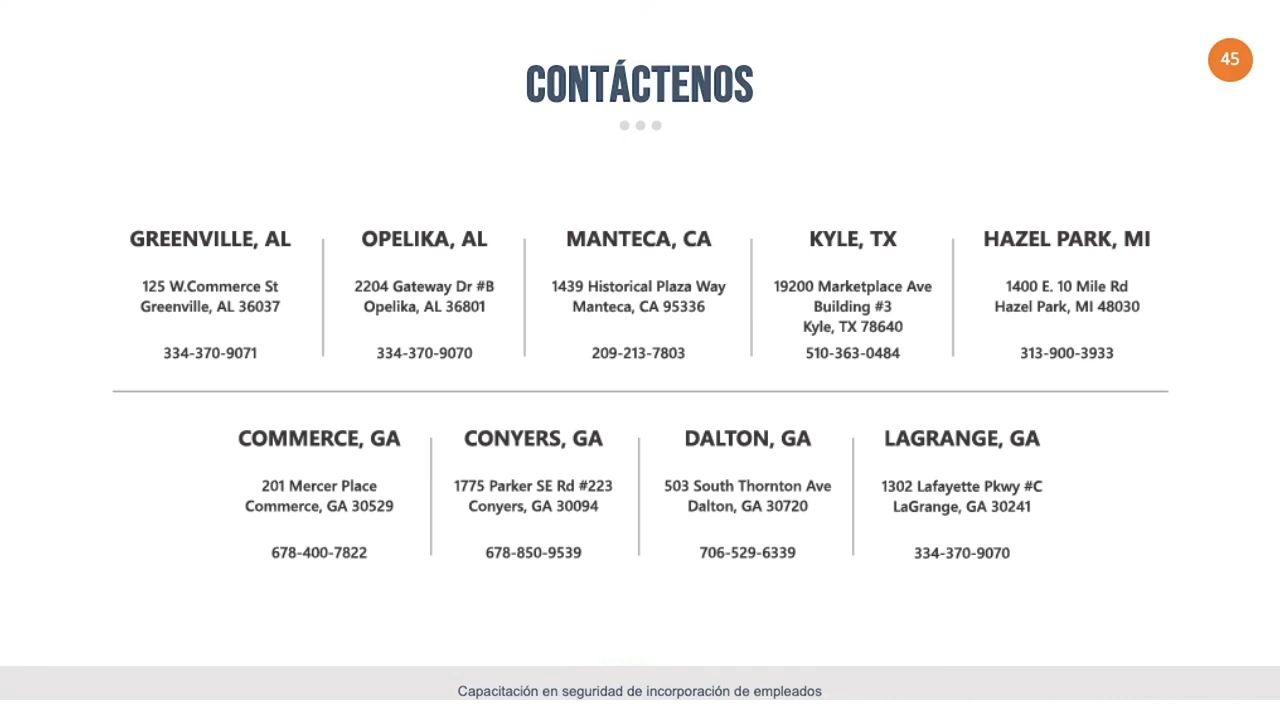 45
CONTÁCTENOS
GREENVILLE, AL
125 W.Commerce St
Greenville, AL 36037
334-370-9071
OPELIKA, AL
2204 Gateway Dr #B
Opelika, AL 36801
334-370-9070
MANTECA, CA
1439 Historical Plaza Way
Manteca, CA 95336
209-213-7803
KYLE, TX
19200 Marketplace Ave
Building #3
Kyle, TX 78640
510-363-0484
HAZEL PARK, MI
1400 E. 10 Mile Rd
Hazel Park, MI 48030
313-900-3933
COMMERCE, GA
201 Mercer Place
Commerce, GA 30529
678-400-7822
CONYERS, GA
1775 Parker SE Rd #223
Conyers, GA 30094
678-850-9539
DALTON, GA
503 South Thornton Ave
Dalton, GA 30720
706-529-6339
LAGRANGE, GA
1302 Lafayette Pkwy #C
LaGrange, GA 30241
334-370-9070
Capacitación en seguridad de incorporación de empleados